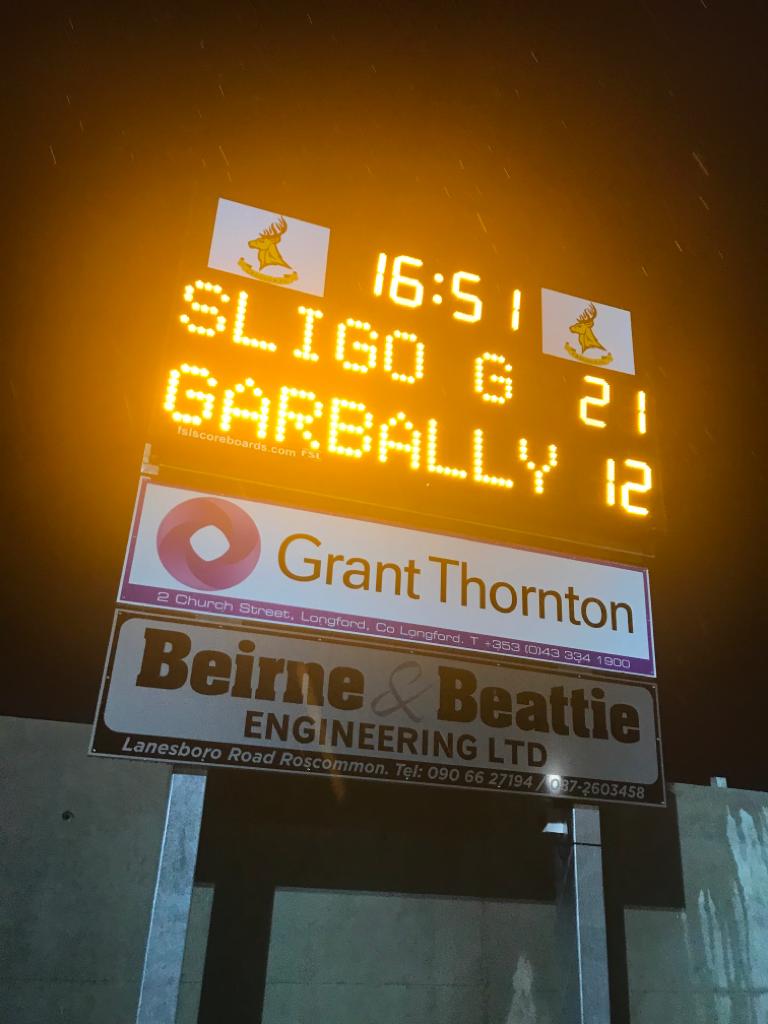 16:51
SLIGO G 21
GARBALLY 12
fslscoreboards.com FSL
Grant Thornton
2 Church Street, Longford, Co Longford. T +353 (0)43 334 1900
Beirne & Beattie
ENGINEERING LTD
Lanesboro Road Roscommon. Tel: 090 66 27194 / 087-2603458